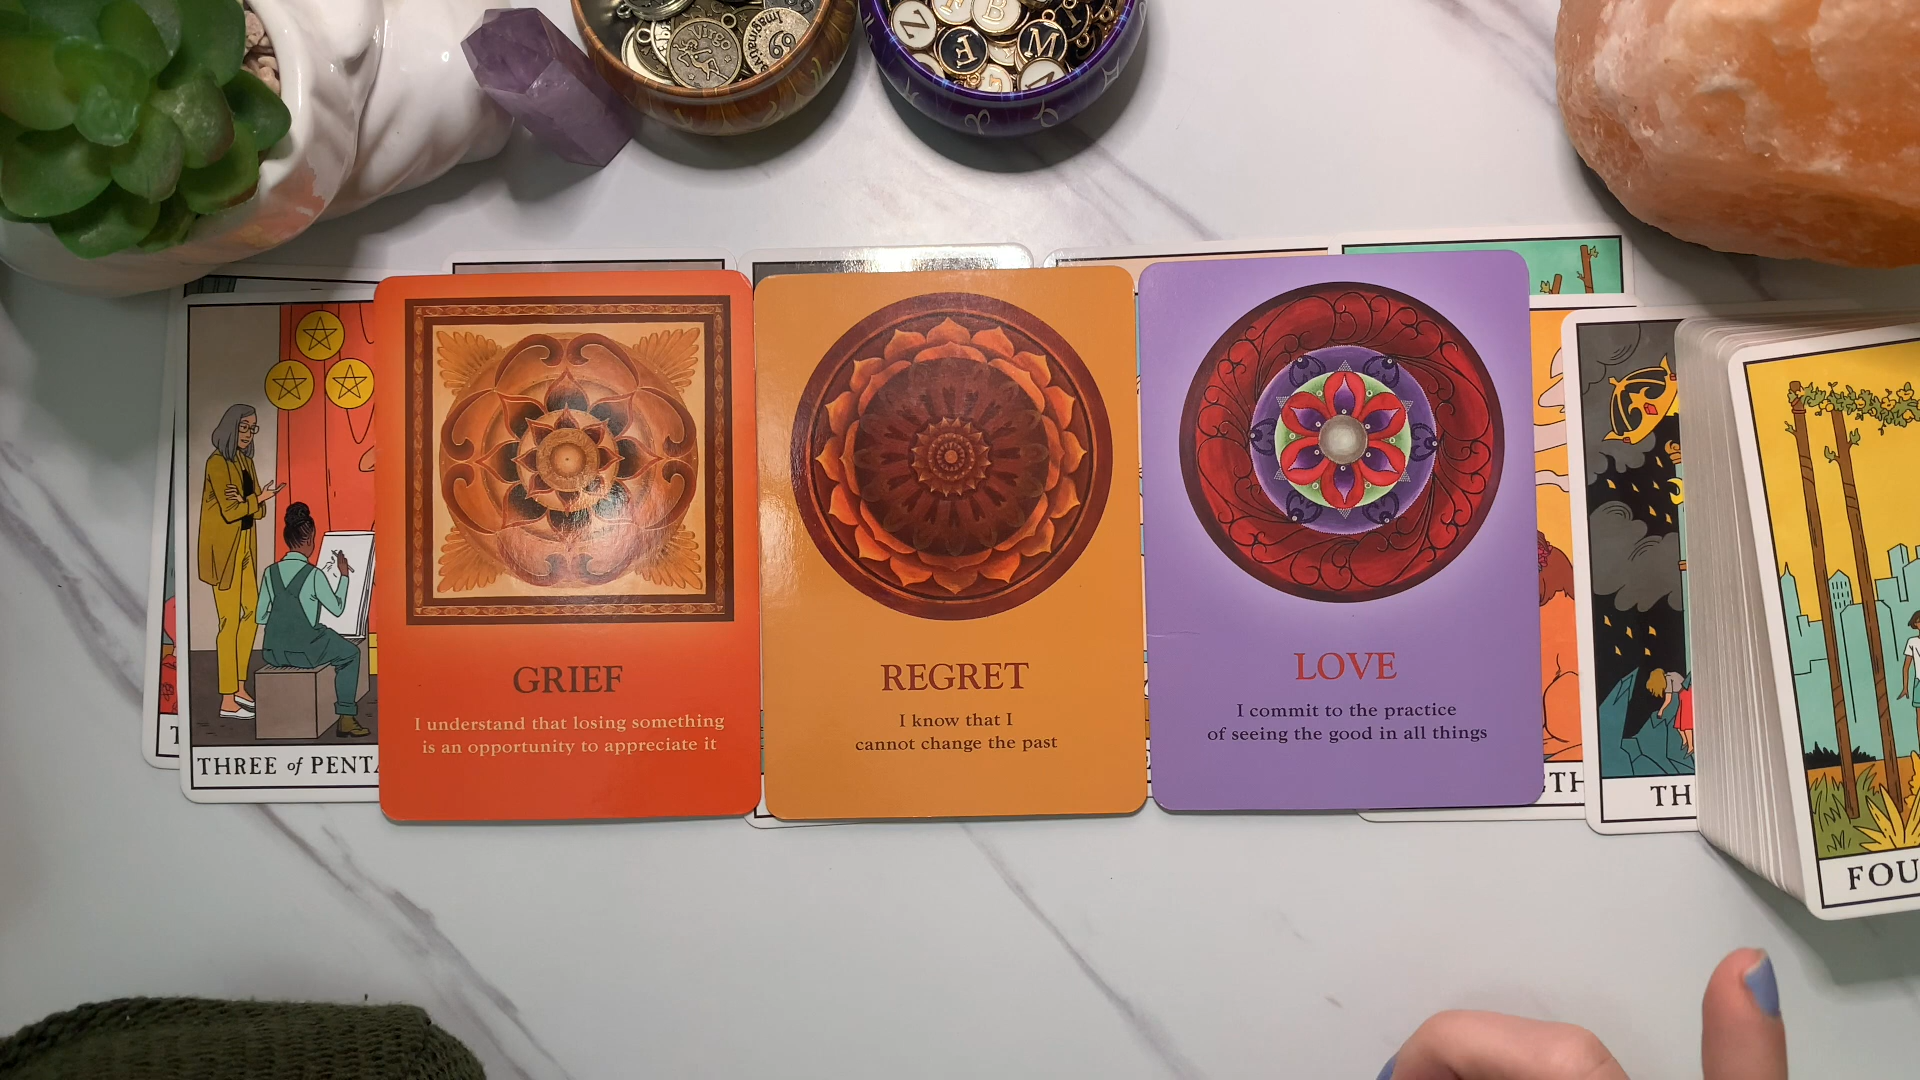 Virgo
Z
B
E
M
G
N
THREE of PENTA
GRIEF
I understand that losing something
is an opportunity to appreciate it
REGRET
I know that I
cannot change the past
LOVE
I commit to the practice
of seeing the good in all things
TH
TH
FOU